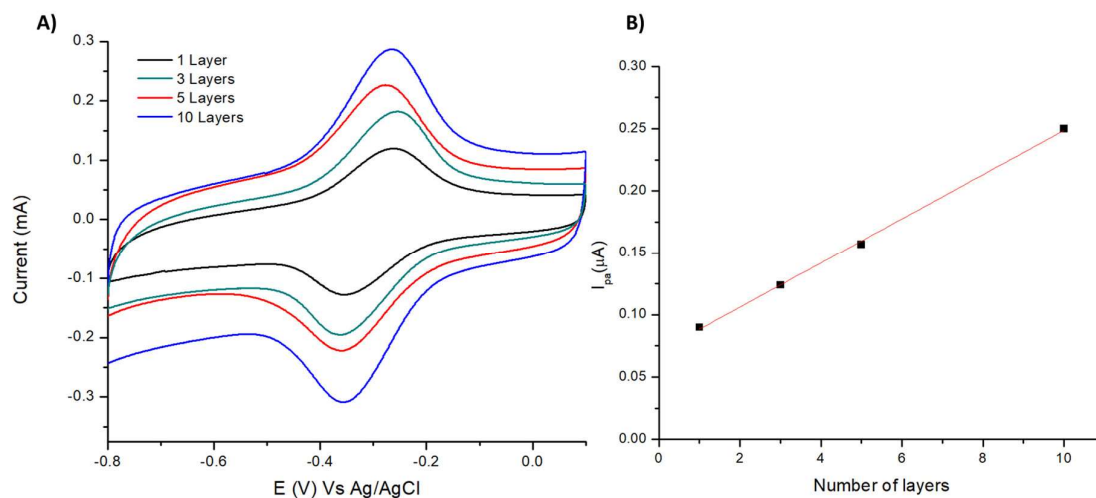 A)
0.3
0.2
0.1
0.0
-0.1
-0.2
-0.3
Current (mA)
1 Layer
3 Layers
5 Layers
10 Layers
-0.8
-0.6
-0.4
-0.2
0.0
E (V) Vs Ag/AgCl
B)
0.30
0.25
0.20
0.15
0.10
0.05
0.00
Ipa(μA)
0
2
4
6
8
10
Number of layers